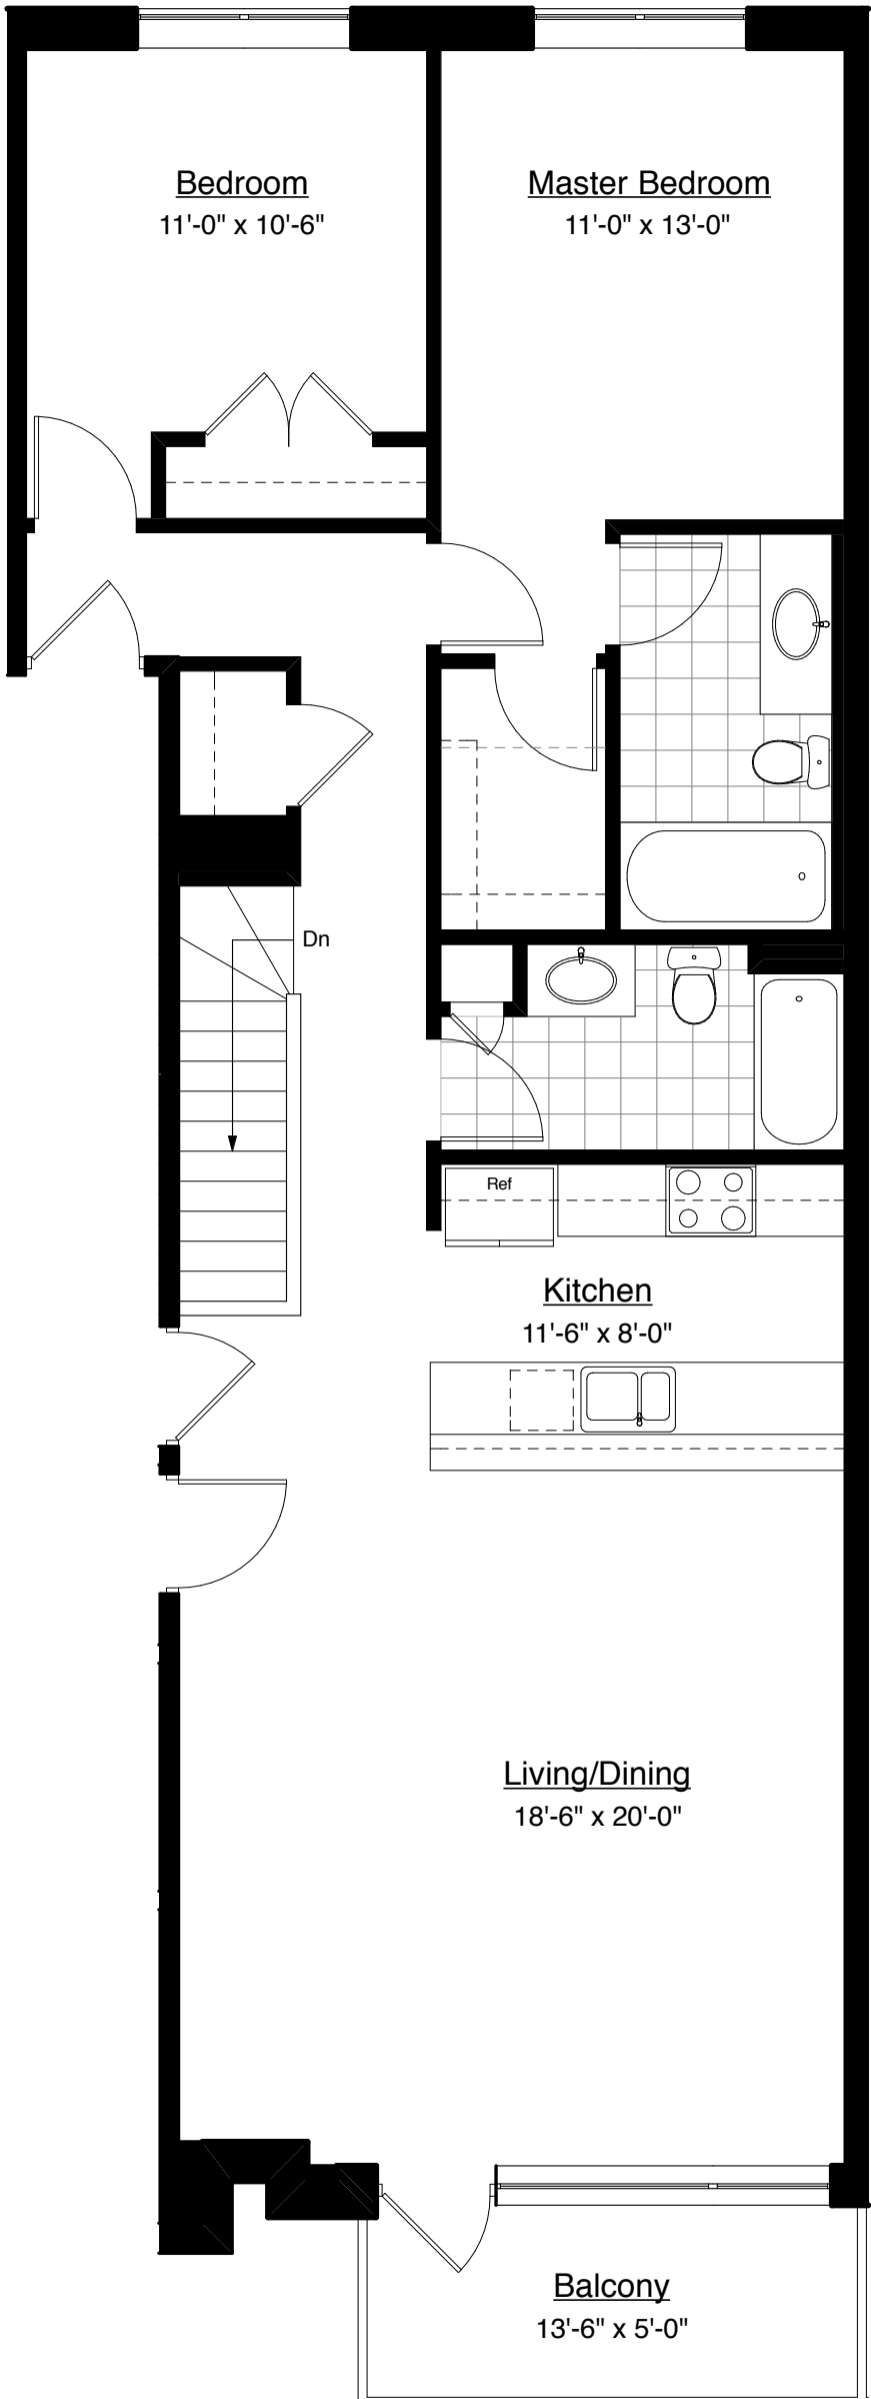 Bedroom
11'-0" x 10'-6"
Master Bedroom
11'-0" x 13'-0"
Dn
Ref
Kitchen
11'-6" x 8'-0"
Living/Dining
18'-6" x 20'-0"
Balcony
13'-6" x 5'-0"